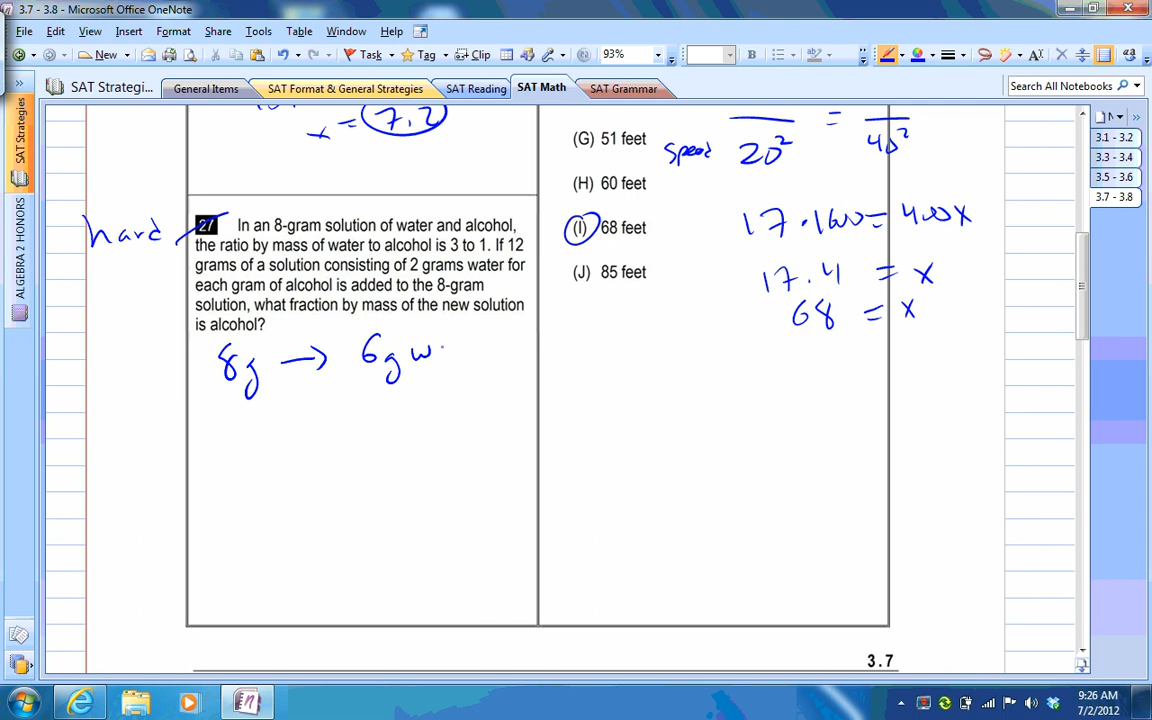 3.7 - 3.8 - Microsoft Office OneNote
File Edit View Insert Format Share Tools Table Window Help
New Task Tag Clip 93% B
SAT Strategi... General Items SAT Format & General Strategies SAT Reading SAT Math SAT Grammar Search All Notebooks
SAT Strategies
ALGEBRA 2 HONORS
N
3.1 - 3.2
3.3 - 3.4
3.5 - 3.6
3.7 - 3.8
x = 7.2
hard
27 In an 8-gram solution of water and alcohol,
the ratio by mass of water to alcohol is 3 to 1. If 12
grams of a solution consisting of 2 grams water for
each gram of alcohol is added to the 8-gram
solution, what fraction by mass of the new solution
is alcohol?
8g → 6g w
(G) 51 feet
(H) 60 feet
(I) 68 feet
(J) 85 feet
speed 20² = 40²
17.1600 = 400x
17.4 = x
68 = x
3.7
9:26 AM
7/2/2012